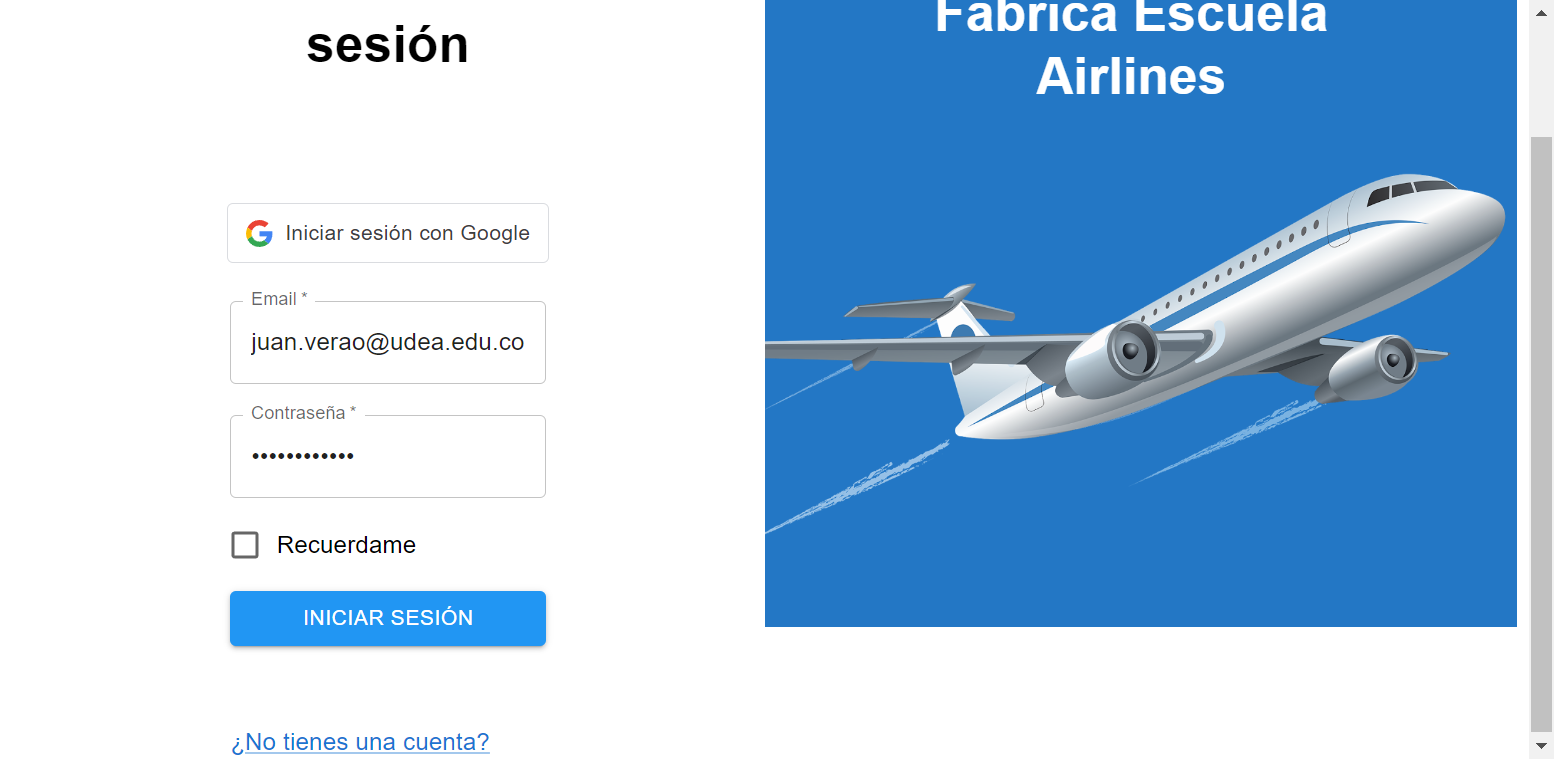 sesión
Iniciar sesión con Google
Email *
juan.verao@udea.edu.co
Contraseña *
••••••••••••
Recuerdame
INICIAR SESIÓN
¿No tienes una cuenta?
Fabrica Escuela
Airlines